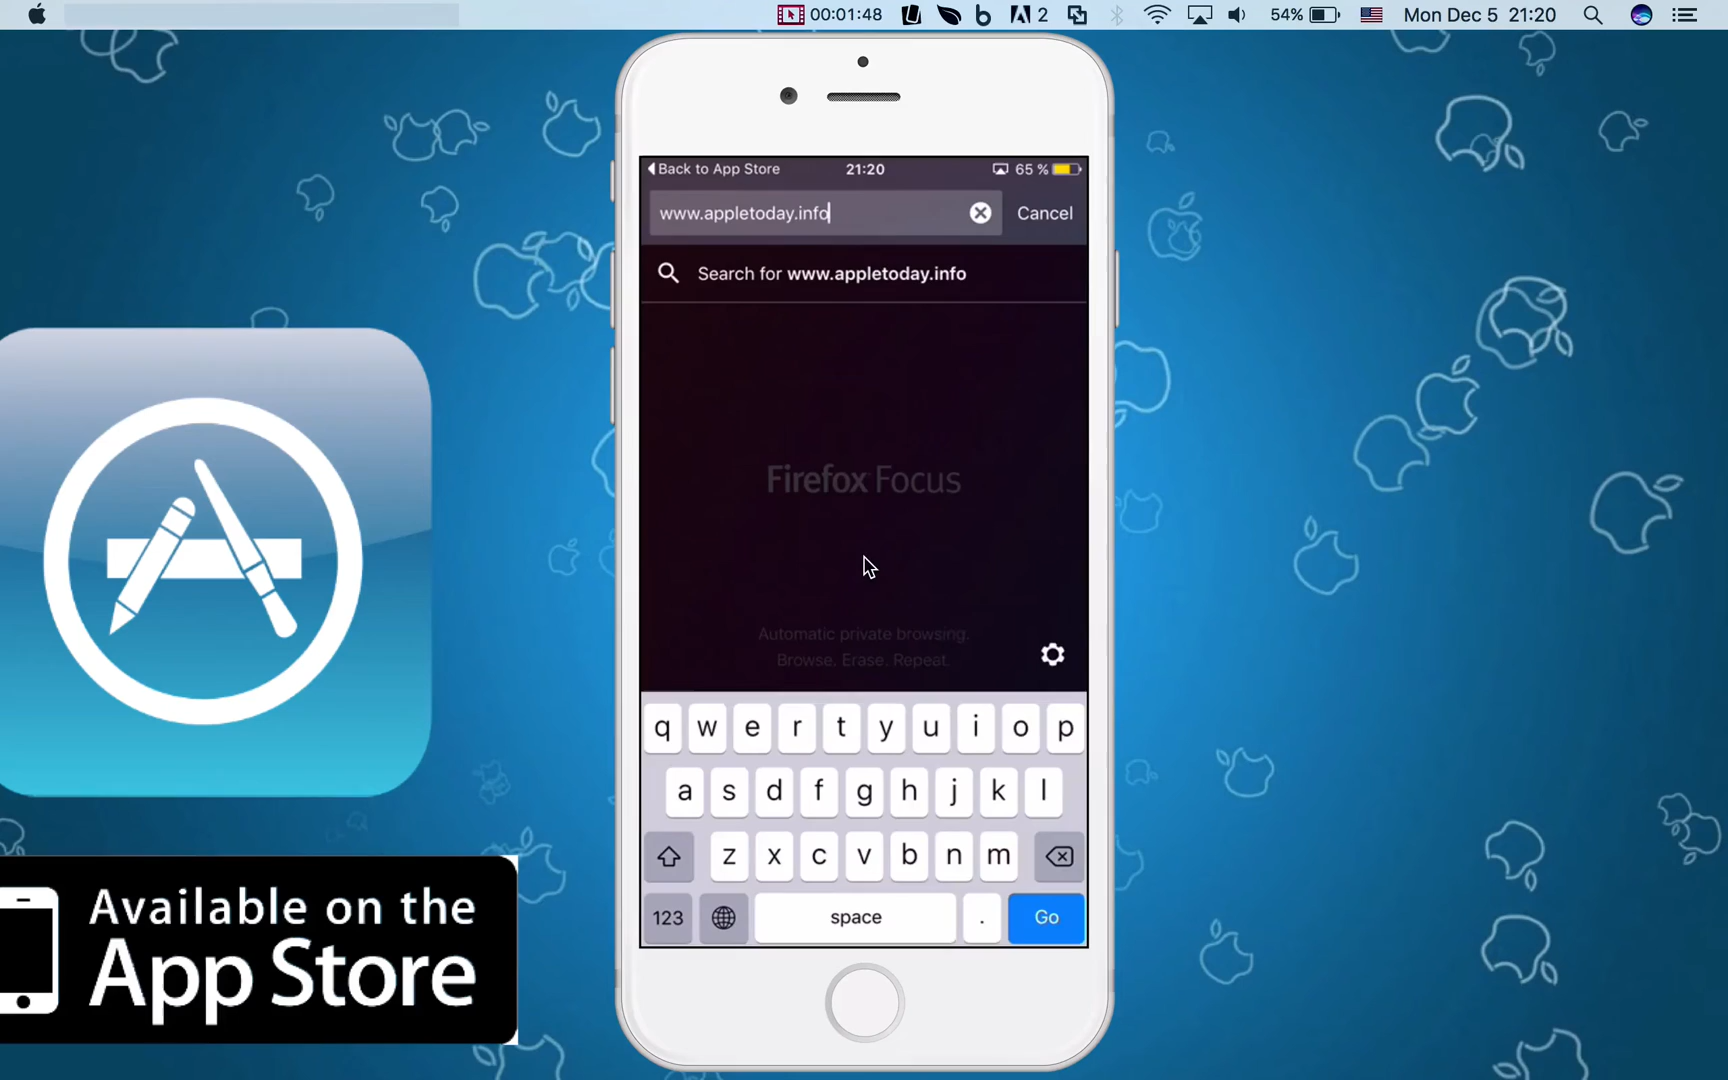 00:01:48 2 54% Mon Dec 5 21:20
Back to App Store 21:20 65 %
www.appletoday.info Cancel
Search for www.appletoday.info
Firefox Focus
Automatic private browsing.
Browse. Erase. Repeat.
q w e r t y u i o p
a s d f g h j k l
z x c v b n m
123 space . Go
Available on the
App Store